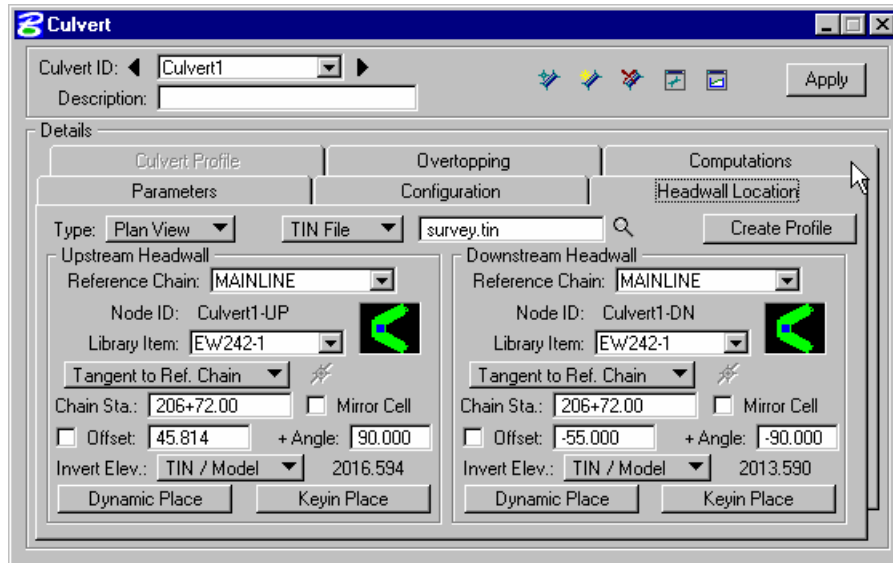 Culvert
Culvert ID: Culvert1
Apply
Description:
Details
Culvert Profile Overtopping Computations
Parameters Configuration Headwall Location
Type: Plan View TIN File survey.tin Create Profile
Upstream Headwall
Reference Chain: MAINLINE
Node ID: Culvert1-UP
Library Item: EW242-1
Tangent to Ref. Chain
Chain Sta.: 206+72.00 Mirror Cell
Offset: 45.814 + Angle: 90.000
Invert Elev.: TIN / Model 2016.594
Dynamic Place Keyin Place
Downstream Headwall
Reference Chain: MAINLINE
Node ID: Culvert1-DN
Library Item: EW242-1
Tangent to Ref. Chain
Chain Sta.: 206+72.00 Mirror Cell
Offset: -55.000 + Angle: -90.000
Invert Elev.: TIN / Model 2013.590
Dynamic Place Keyin Place